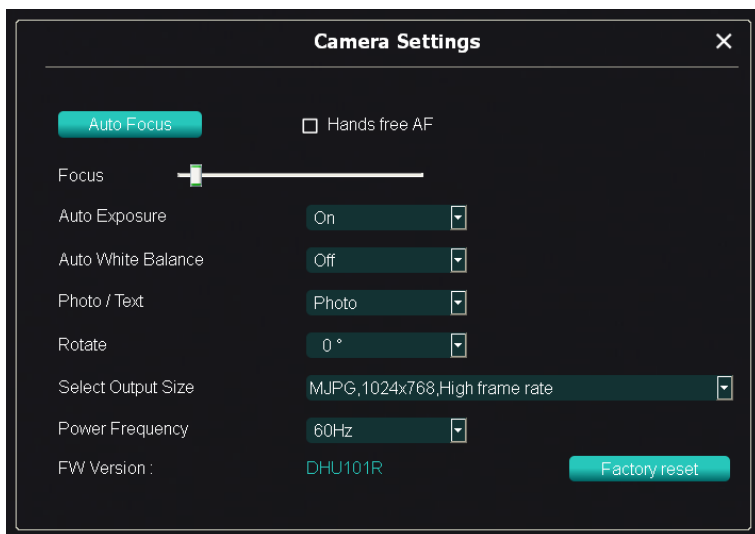 Camera Settings
Auto Focus Hands free AF
Focus
Auto Exposure On
Auto White Balance Off
Photo / Text Photo
Rotate 0 °
Select Output Size MJPG,1024x768,High frame rate
Power Frequency 60Hz
FW Version : DHU101R Factory reset